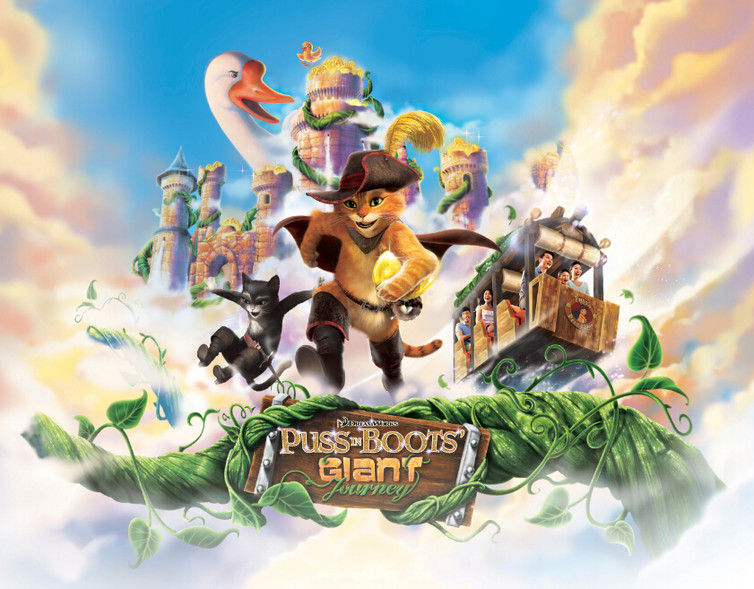 DREAMWORKS
PUSS IN BOOTS'
GIANT
Journey